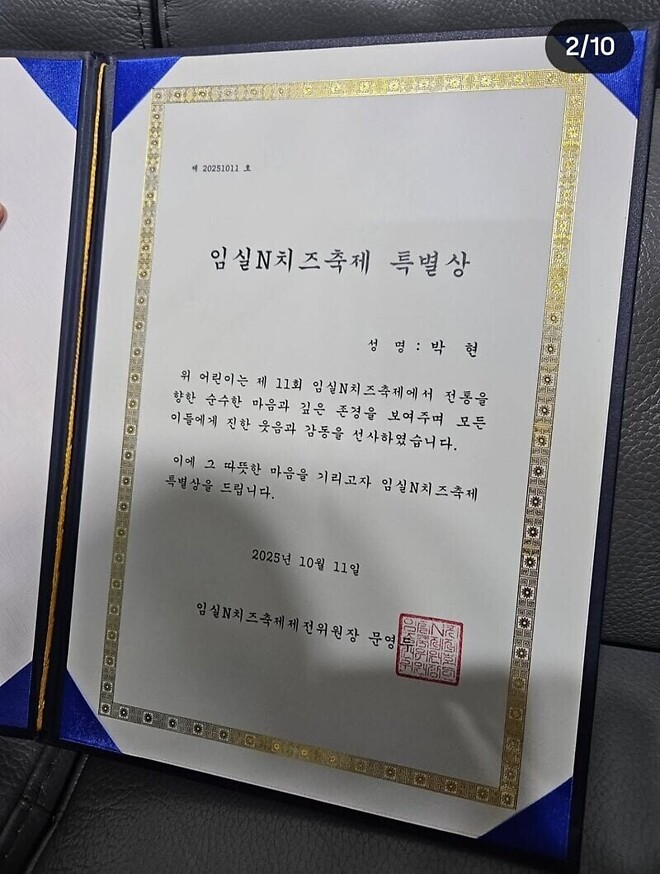 2/10
제 20251011 호
임실N치즈축제 특별상
성 명 : 박 현
위 어린이는 제 11회 임실N치즈축제에서 전통을
향한 순수한 마음과 깊은 존경을 보여주며 모든
이들에게 진한 웃음과 감동을 선사하였습니다.
이에 그 따뜻한 마음을 기리고자 임실N치즈축제
특별상을 드립니다.
2025년 10월 11일
임실N치즈축제제전위원장 문영두